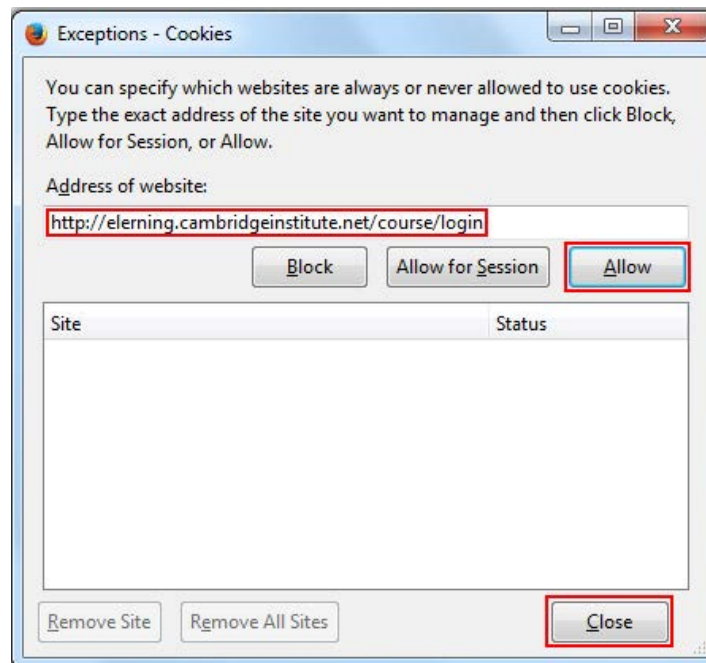 Exceptions - Cookies
You can specify which websites are always or never allowed to use cookies.
Type the exact address of the site you want to manage and then click Block,
Allow for Session, or Allow.
Address of website:
http://elerning.cambridgeinstitute.net/course/login
Block Allow for Session Allow
Site Status
Remove Site Remove All Sites Close